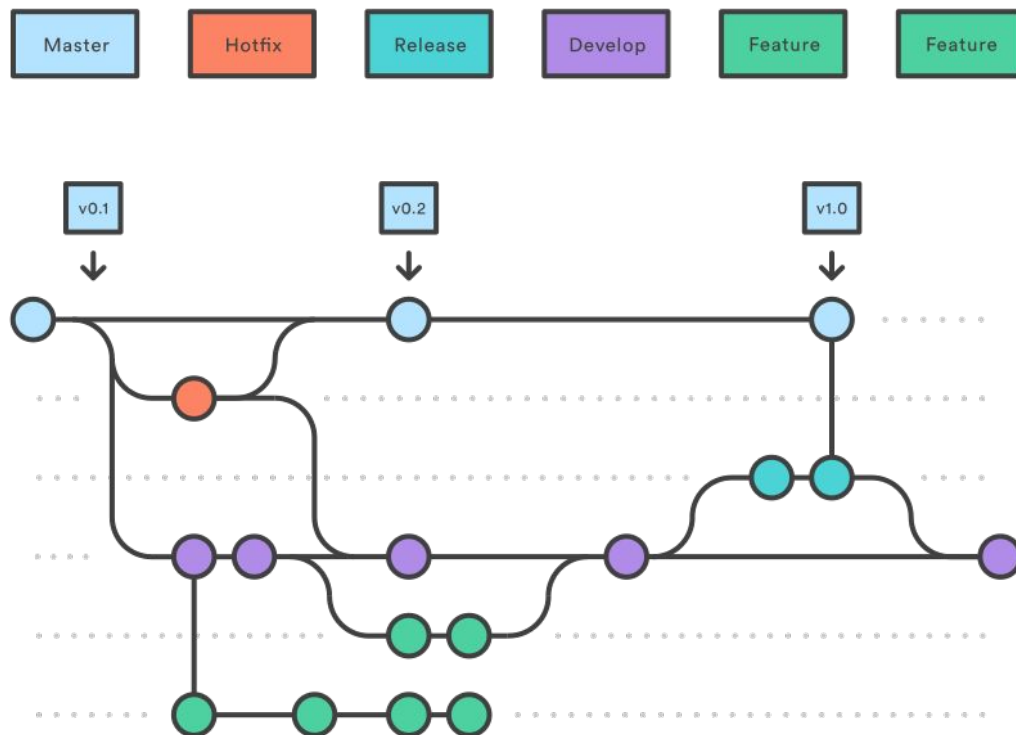 Master
Hotfix
Release
Develop
Feature
Feature
v0.1
v0.2
v1.0